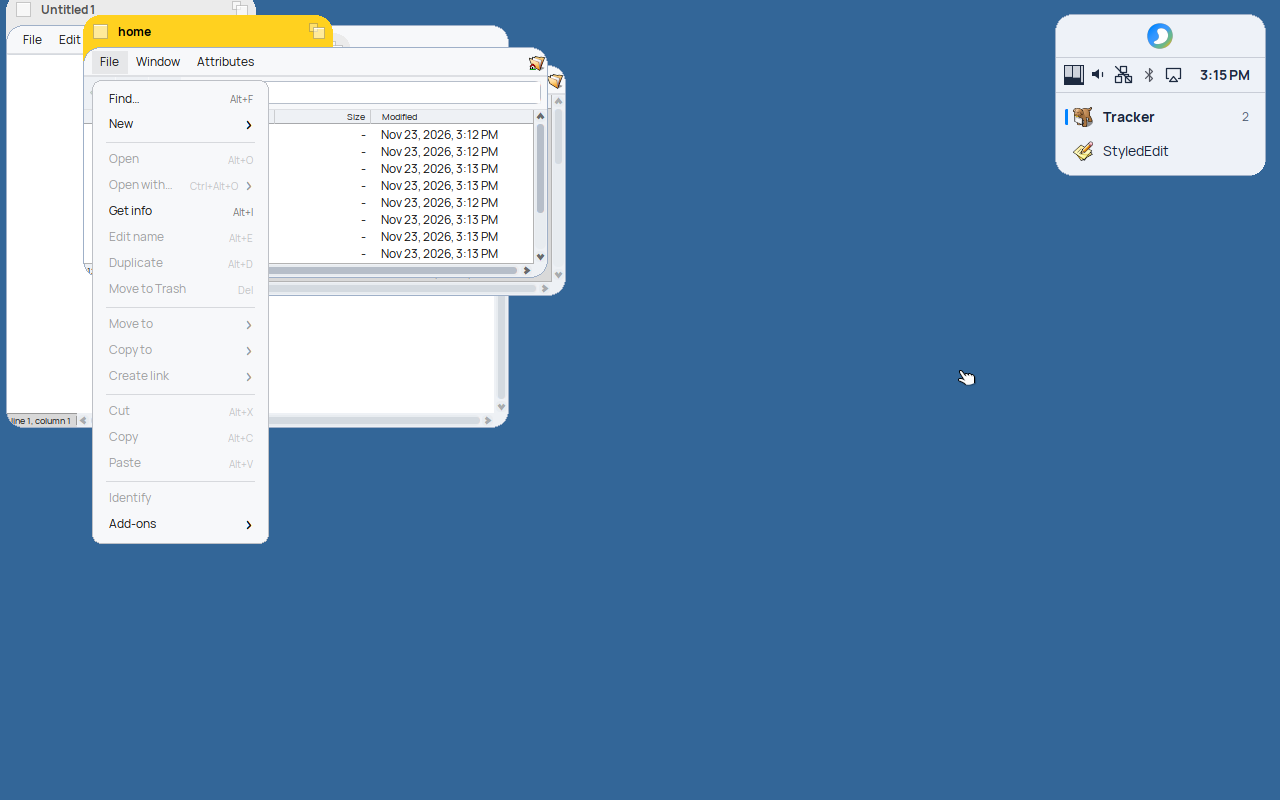 Untitled 1
File Edit
home
File Window Attributes
Find... Alt+F
New
Open Alt+O
Open with... Ctrl+Alt+O
Get info Alt+I
Edit name Alt+E
Duplicate Alt+D
Move to Trash Del
Move to
Copy to
Create link
Cut Alt+X
Copy Alt+C
Paste Alt+V
Identify
Add-ons
Size Modified
- Nov 23, 2026, 3:12 PM
- Nov 23, 2026, 3:12 PM
- Nov 23, 2026, 3:13 PM
- Nov 23, 2026, 3:13 PM
- Nov 23, 2026, 3:12 PM
- Nov 23, 2026, 3:13 PM
- Nov 23, 2026, 3:13 PM
- Nov 23, 2026, 3:13 PM
line 1, column 1
3:15 PM
Tracker 2
StyledEdit